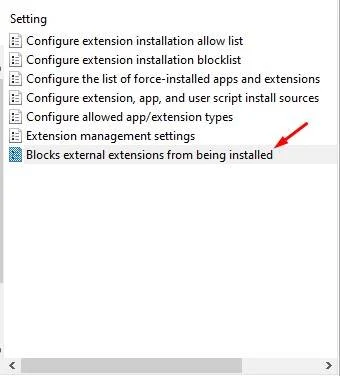 Setting
Configure extension installation allow list
Configure extension installation blocklist
Configure the list of force-installed apps and extensions
Configure extension, app, and user script install sources
Configure allowed app/extension types
Extension management settings
Blocks external extensions from being installed